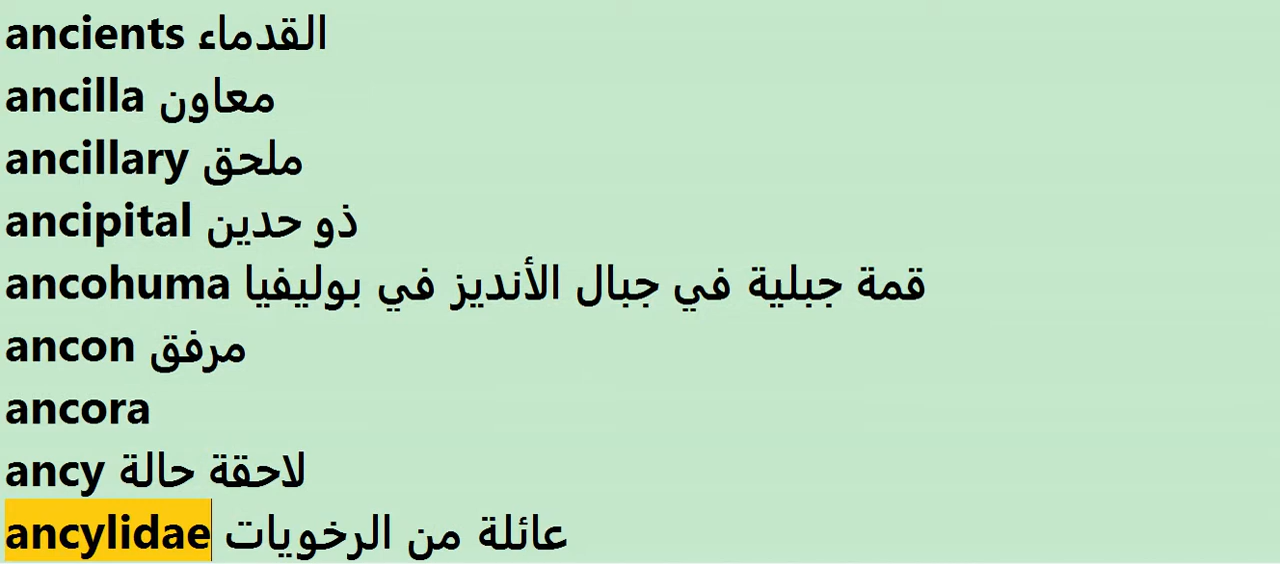 ancients القدماء
ancilla معاون
ancillary ملحق
ancipital ذو حدين
ancohuma قمة جبلية في جبال الأنديز في بوليفيا
ancon مرفق
ancora
ancy لاحقة حالة
ancylidae عائلة من الرخويات